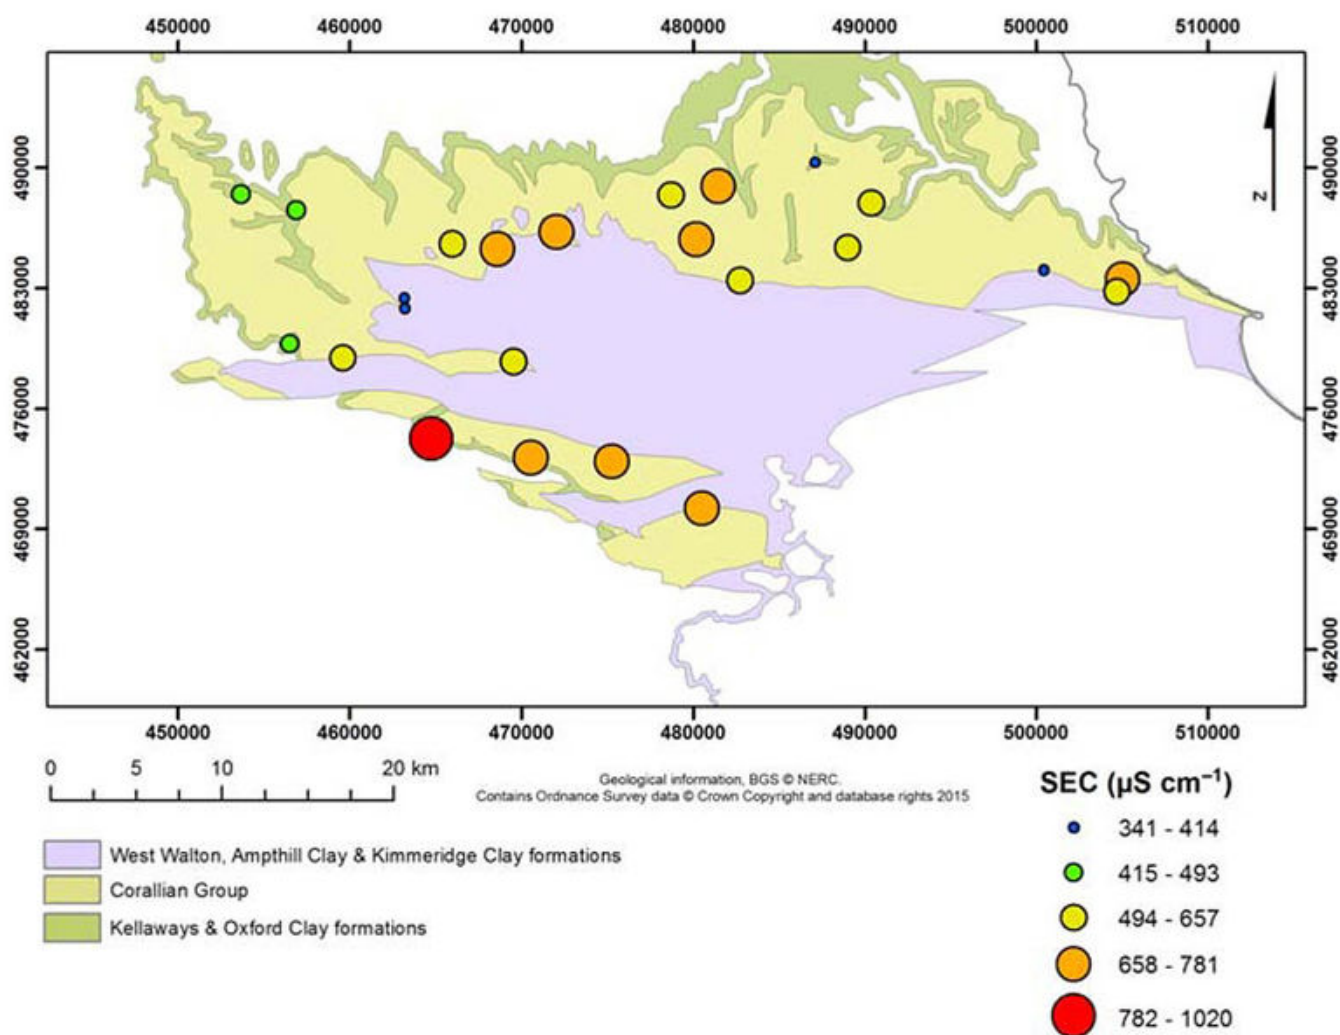 450000 460000 470000 480000 490000 500000 510000
490000 490000
N
483000 483000
476000 476000
469000 469000
462000 462000
450000 460000 470000 480000 490000 500000 510000
0 5 10 20 km
Geological information, BGS © NERC.
Contains Ordnance Survey data © Crown Copyright and database rights 2015
West Walton, Ampthill Clay & Kimmeridge Clay formations
Corallian Group
Kellaways & Oxford Clay formations
SEC (µS cm⁻¹)
341 - 414
415 - 493
494 - 657
658 - 781
782 - 1020